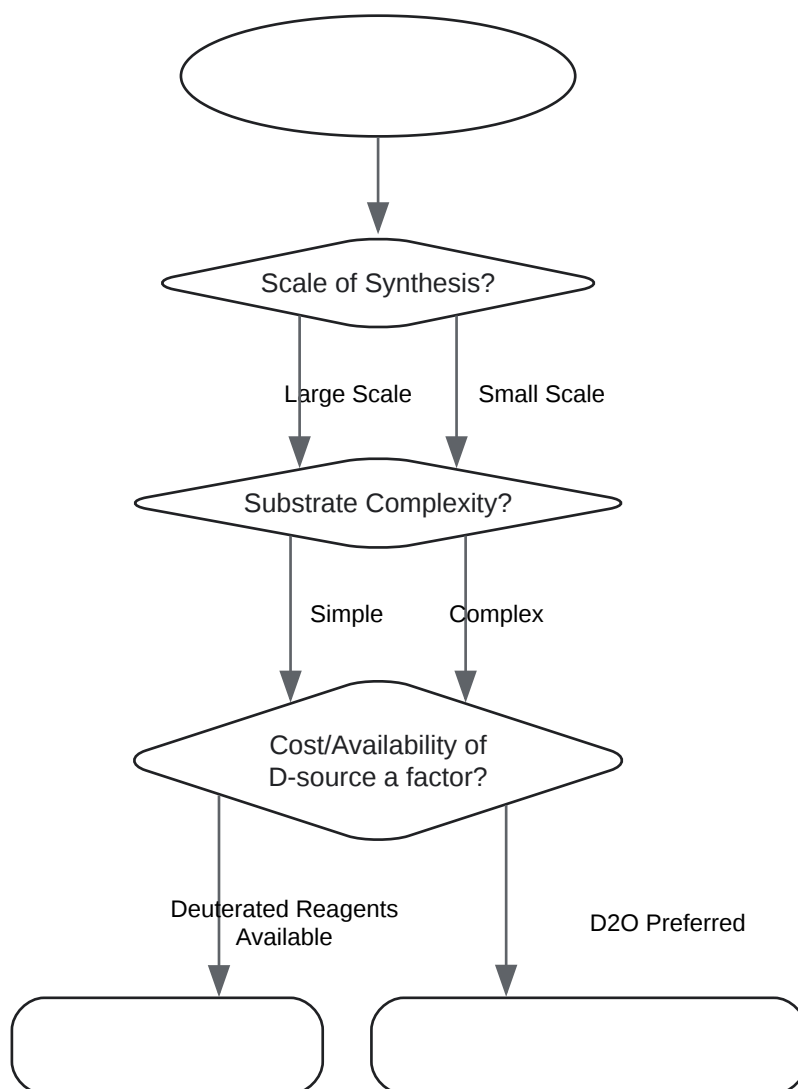 Scale of Synthesis?
Large Scale
Small Scale
Substrate Complexity?
Simple
Complex
Cost/Availability of
D-source a factor?
Deuterated Reagents
Available
D2O Preferred